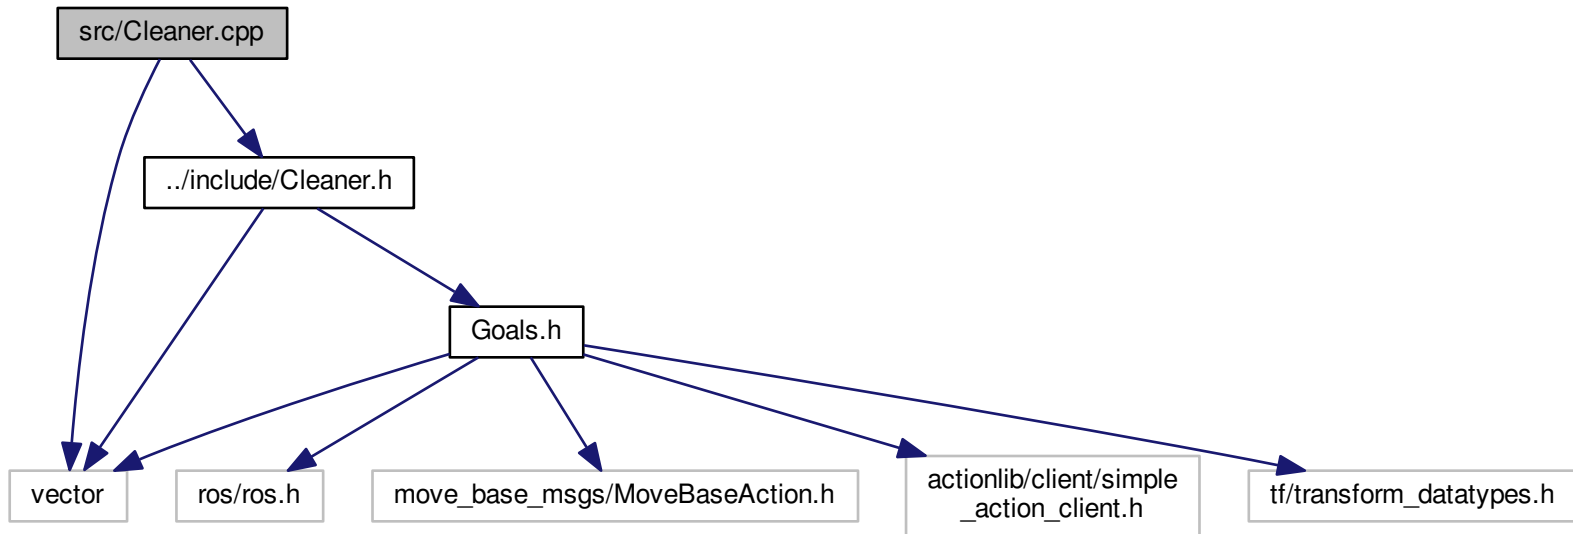 src/Cleaner.cpp
../include/Cleaner.h
Goals.h
vector
ros/ros.h
move_base_msgs/MoveBaseAction.h
actionlib/client/simple
_action_client.h
tf/transform_datatypes.h